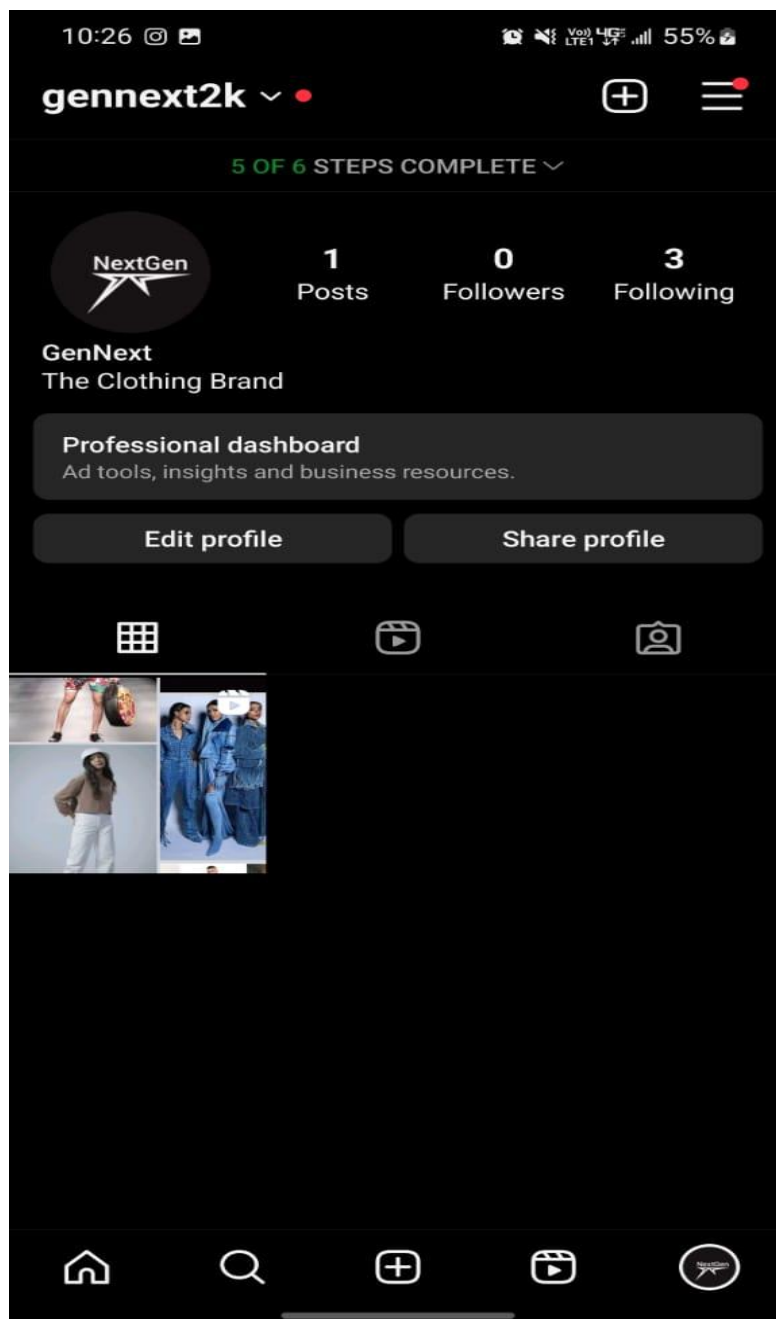 10:26 55%
gennext2k
5 OF 6 STEPS COMPLETE
NextGen
1 0 3
Posts Followers Following
GenNext
The Clothing Brand
Professional dashboard
Ad tools, insights and business resources.
Edit profile Share profile
NextGen